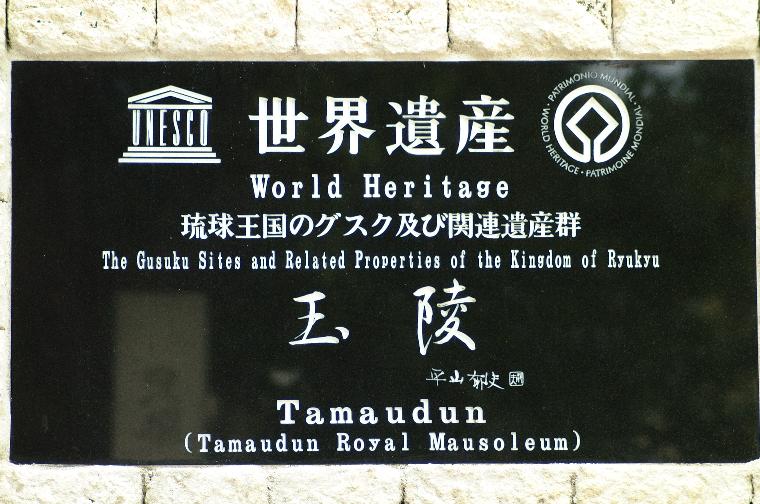 UNESCO
世界遺産
PATRIMONIO MUNDIAL · WORLD HERITAGE · PATRIMOINE MONDIAL ·
World Heritage
琉球王国のグスク及び関連遺産群
The Gusuku Sites and Related Properties of the Kingdom of Ryukyu
玉陵
平山郁夫
Tamaudun
(Tamaudun Royal Mausoleum)